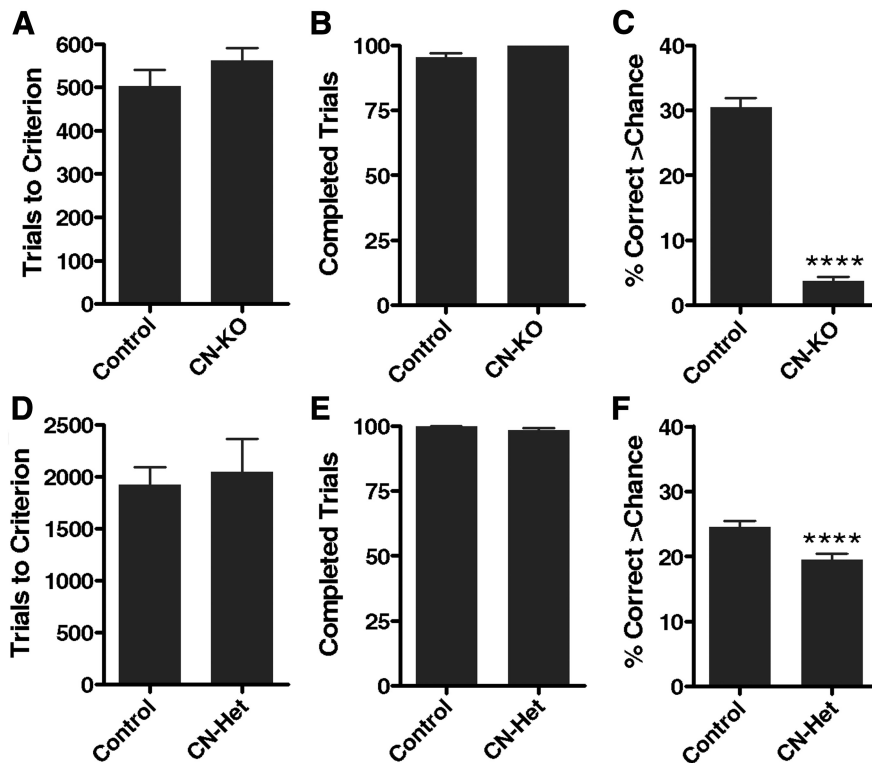 A
Trials to Criterion
600
500
400
300
200
100
0
Control
CN-KO
B
Completed Trials
100
75
50
25
0
Control
CN-KO
C
% Correct >Chance
40
30
20
10
0
****
Control
CN-KO
D
Trials to Criterion
2500
2000
1500
1000
500
0
Control
CN-Het
E
Completed Trials
100
75
50
25
0
Control
CN-Het
F
% Correct >Chance
40
30
20
10
0
****
Control
CN-Het